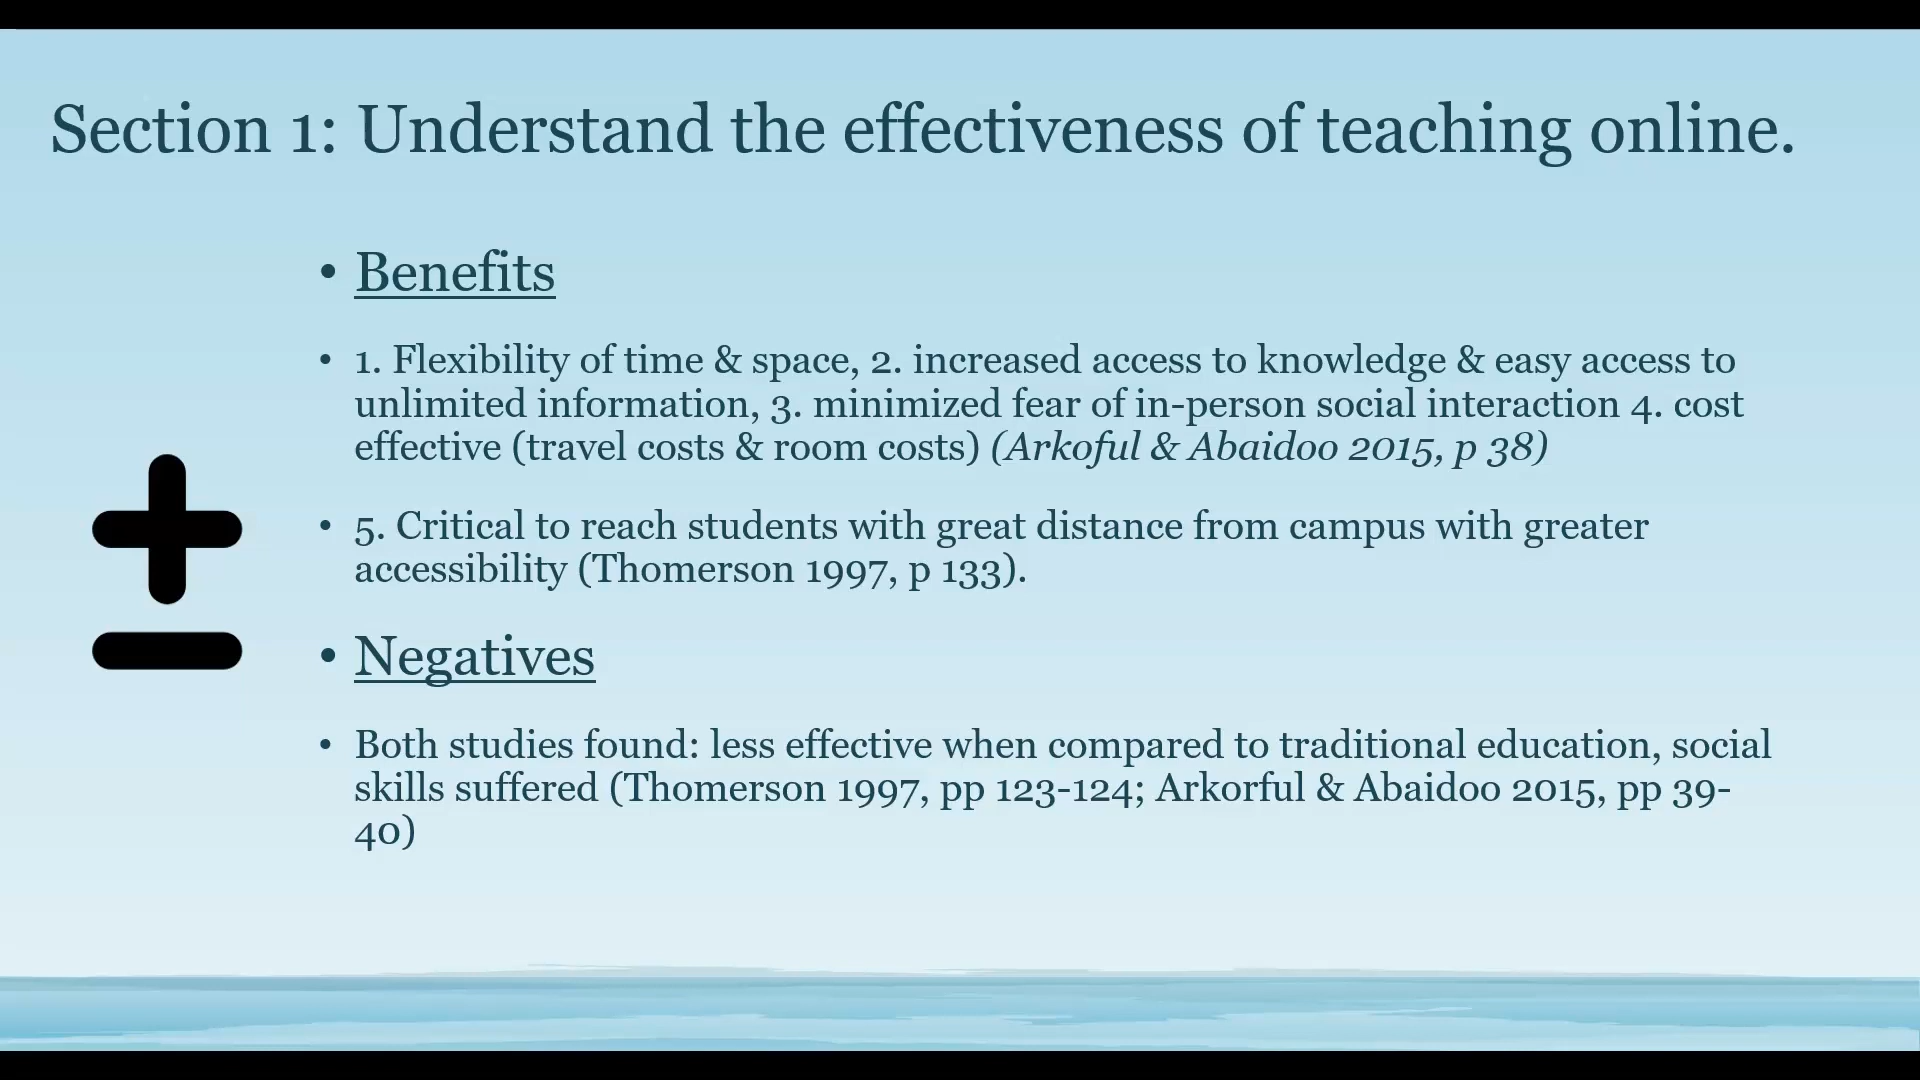 Section 1: Understand the effectiveness of teaching online.
• Benefits
• 1. Flexibility of time & space, 2. increased access to knowledge & easy access to
unlimited information, 3. minimized fear of in-person social interaction 4. cost
effective (travel costs & room costs) (Arkoful & Abaidoo 2015, p 38)
• 5. Critical to reach students with great distance from campus with greater
accessibility (Thomerson 1997, p 133).
• Negatives
• Both studies found: less effective when compared to traditional education, social
skills suffered (Thomerson 1997, pp 123-124; Arkorful & Abaidoo 2015, pp 39-
40)